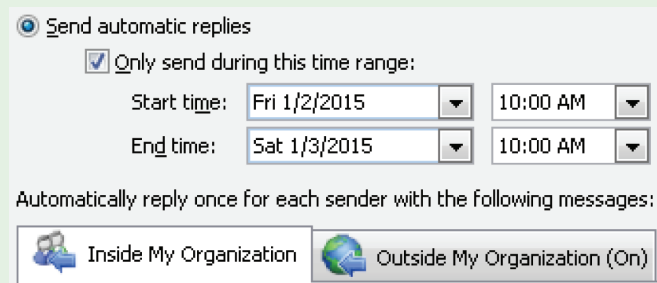 Send automatic replies
Only send during this time range:
Start time: Fri 1/2/2015 10:00 AM
End time: Sat 1/3/2015 10:00 AM
Automatically reply once for each sender with the following messages:
Inside My Organization Outside My Organization (On)